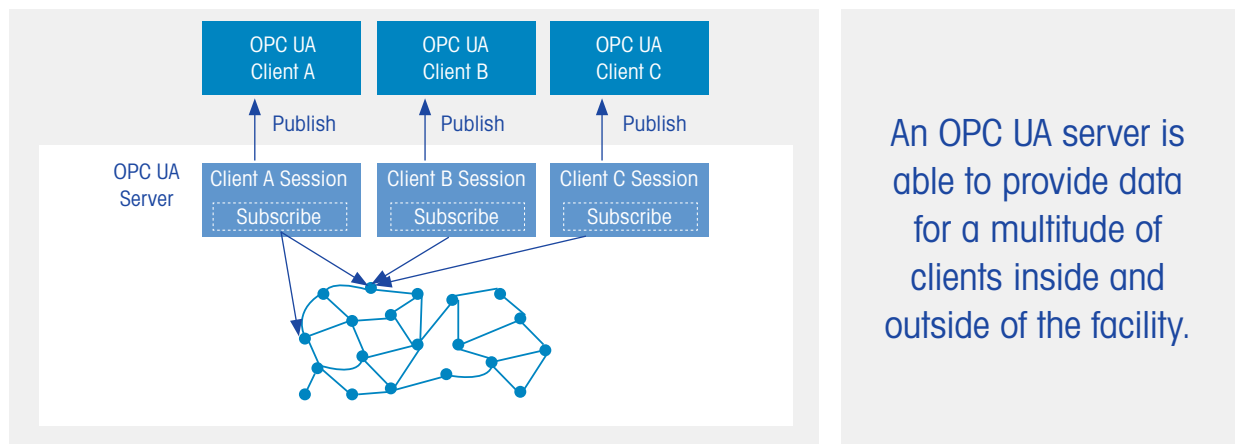 OPC UA
Client A
OPC UA
Client B
OPC UA
Client C
Publish
Publish
Publish
OPC UA
Server
Client A Session
Subscribe
Client B Session
Subscribe
Client C Session
Subscribe
An OPC UA server is
able to provide data
for a multitude of
clients inside and
outside of the facility.